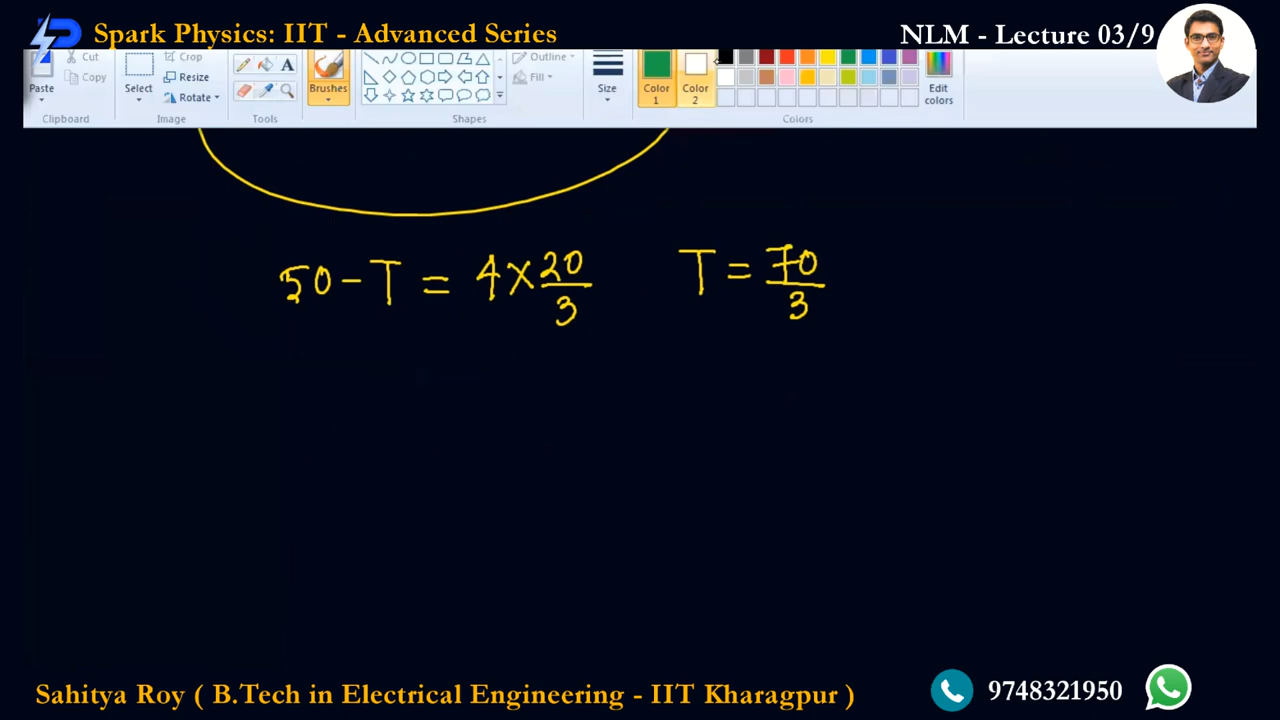 Spark Physics: IIT - Advanced Series
NLM - Lecture 03/9
Cut
Copy
Paste
Clipboard
Crop
Resize
Rotate
Select
Image
A
Tools
Brushes
Outline
Fill
Shapes
Size
Color 1
Color 2
Edit colors
Colors
50 - T = 4 × 20/3
T = 70/3
Sahitya Roy ( B.Tech in Electrical Engineering - IIT Kharagpur )
9748321950